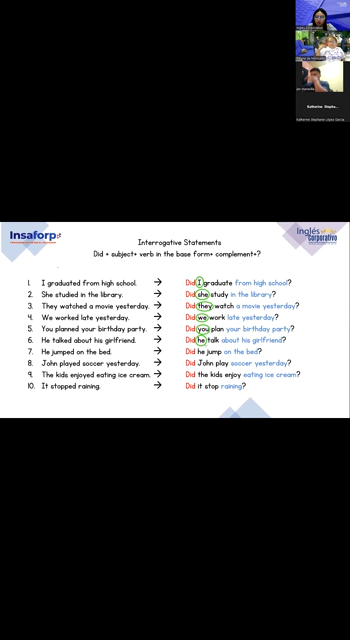 Katherine Stepha...
Katherine Stephanie López García
Insaforp
Inglés
corporativo
Interrogative Statements
Did + subject+ verb in the base form+ complement+?
1. I graduated from high school. → Did I graduate from high school?
2. She studied in the library. → Did she study in the library?
3. They watched a movie yesterday. → Did they watch a movie yesterday?
4. We worked late yesterday. → Did we work late yesterday?
5. You planned your birthday party. → Did you plan your birthday party?
6. He talked about his girlfriend. → Did he talk about his girlfriend?
7. He jumped on the bed. → Did he jump on the bed?
8. John played soccer yesterday. → Did John play soccer yesterday?
9. The kids enjoyed eating ice cream. → Did the kids enjoy eating ice cream?
10. It stopped raining. → Did it stop raining?